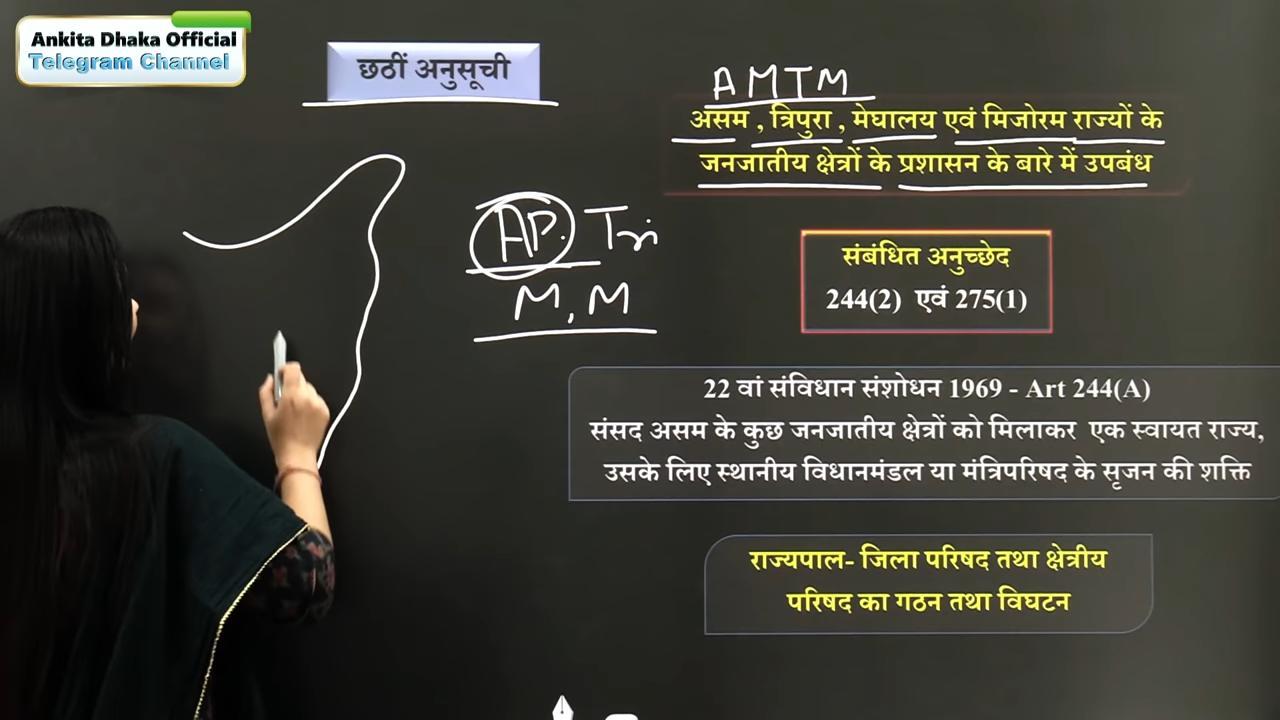 Ankita Dhaka Official
Telegram Channel
छठीं अनुसूची
AMTM
असम , त्रिपुरा , मेघालय एवं मिजोरम राज्यों के
जनजातीय क्षेत्रों के प्रशासन के बारे में उपबंध
AP. Tri
M, M
संबंधित अनुच्छेद
244(2) एवं 275(1)
22 वां संविधान संशोधन 1969 - Art 244(A)
संसद असम के कुछ जनजातीय क्षेत्रों को मिलाकर एक स्वायत राज्य,
उसके लिए स्थानीय विधानमंडल या मंत्रिपरिषद के सृजन की शक्ति
राज्यपाल- जिला परिषद तथा क्षेत्रीय
परिषद का गठन तथा विघटन